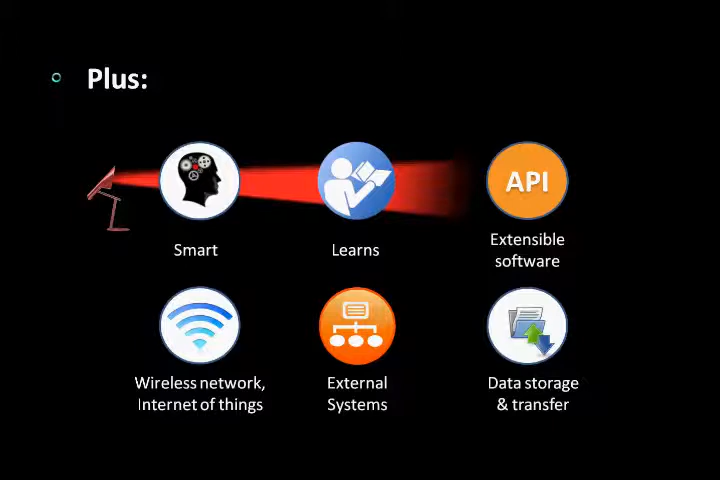 Plus:
API
Smart
Learns
Extensible
software
Wireless network,
Internet of things
External
Systems
Data storage
& transfer